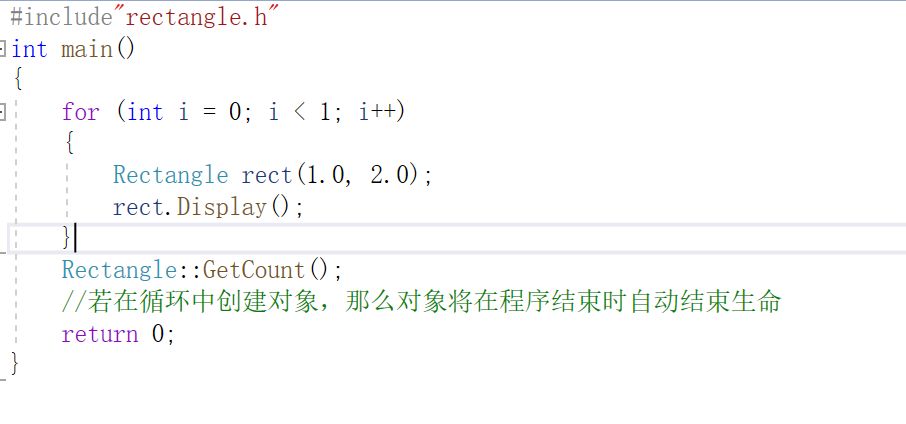 #include"rectangle.h"
int main()
{
    for (int i = 0; i < 1; i++)
    {
        Rectangle rect(1.0, 2.0);
        rect.Display();
    }
    Rectangle::GetCount();
    //若在循环中创建对象，那么对象将在程序结束时自动结束生命
    return 0;
}